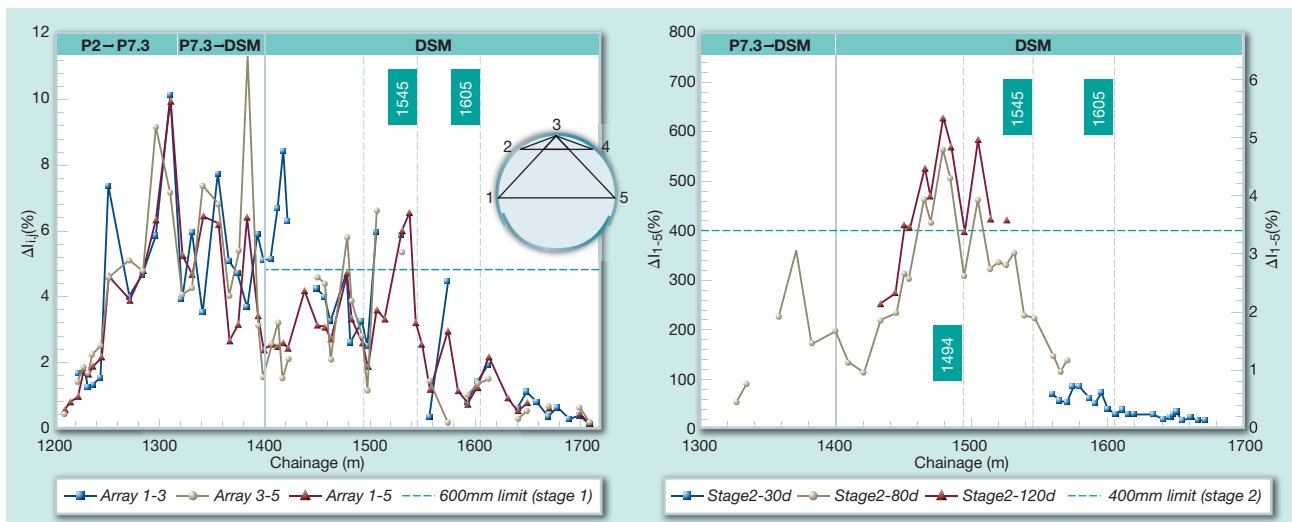 P2→P7.3 P7.3→DSM DSM
12
10
8
6
4
2
0
ΔIi,j(%)
1545
1605
3
2 4
1 5
1200 1300 1400 1500 1600 1700
Chainage (m)
Array 1-3 Array 3-5 Array 1-5 600mm limit (stage 1)
P7.3→DSM DSM
800
700
600
500
400
300
200
100
0
ΔI1-5(%)
1545
1605
1494
6
5
4
3
2
1
0
ΔI1-5(%)
1300 1400 1500 1600 1700
Chainage (m)
Stage2-30d Stage2-80d Stage2-120d 400mm limit (stage 2)